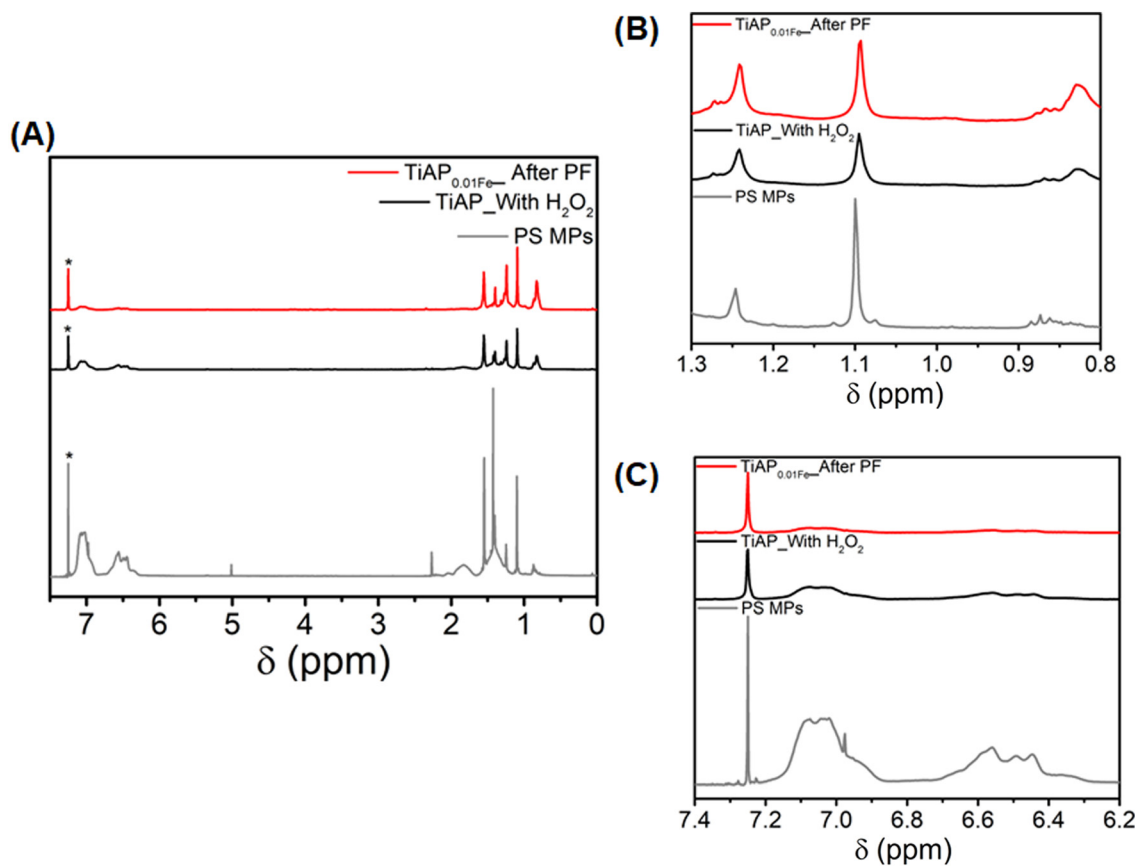 (A)
TiAP0.01Fe_ After PF
TiAP_With H2O2
PS MPs
*
*
*
7 6 5 4 3 2 1 0
δ (ppm)
(B)
TiAP0.01Fe_After PF
TiAP_With H2O2
PS MPs
1.3 1.2 1.1 1.0 0.9 0.8
δ (ppm)
(C)
TiAP0.01Fe_After PF
TiAP_With H2O2
PS MPs
7.4 7.2 7.0 6.8 6.6 6.4 6.2
δ (ppm)